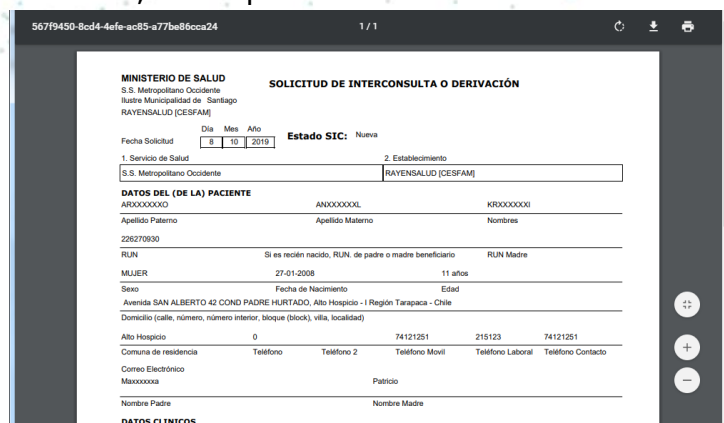 567f9450-8cd4-4efe-ac85-a77be86cca24 1 / 1
MINISTERIO DE SALUD
S.S. Metropolitano Occidente
Ilustre Municipalidad de Santiago
RAYENSALUD [CESFAM]
SOLICITUD DE INTERCONSULTA O DERIVACIÓN
Día Mes Año
Fecha Solicitud 8 10 2019 Estado SIC: Nueva
1. Servicio de Salud 2. Establecimiento
S.S. Metropolitano Occidente RAYENSALUD [CESFAM]
DATOS DEL (DE LA) PACIENTE
ARXXXXXXO ANXXXXXXL KRXXXXXXI
Apellido Paterno Apellido Materno Nombres
226270930
RUN Si es recién nacido, RUN. de padre o madre beneficiario RUN Madre
MUJER 27-01-2008 11 años
Sexo Fecha de Nacimiento Edad
Avenida SAN ALBERTO 42 COND PADRE HURTADO, Alto Hospicio - I Región Tarapaca - Chile
Domicilio (calle, número, número interior, bloque (block), villa, localidad)
Alto Hospicio 0 74121251 215123 74121251
Comuna de residencia Teléfono Teléfono 2 Teléfono Movil Teléfono Laboral Teléfono Contacto
Correo Electrónico
Maxxxxxxa Patricio
Nombre Padre Nombre Madre
DATOS CLINICOS